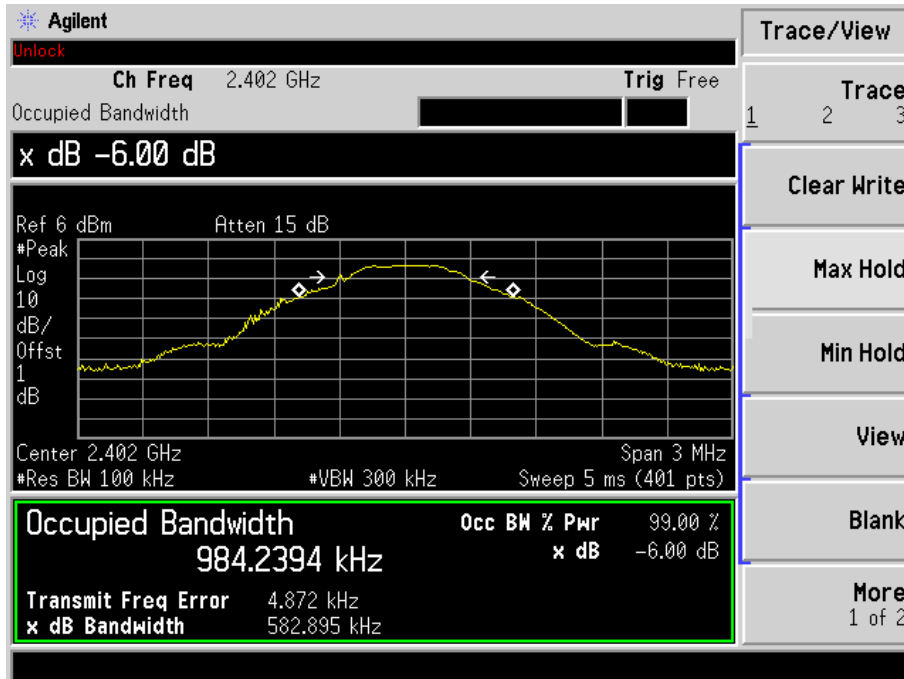 Agilent
Trace/View
Unlock
Ch Freq 2.402 GHz Trig Free
Occupied Bandwidth
x dB -6.00 dB
Ref 6 dBm Atten 15 dB
#Peak
Log
10
dB/
Offst
1
dB
Center 2.402 GHz Span 3 MHz
#Res BW 100 kHz #VBW 300 kHz Sweep 5 ms (401 pts)
Occupied Bandwidth
984.2394 kHz
Occ BW % Pwr 99.00 %
x dB -6.00 dB
Transmit Freq Error 4.872 kHz
x dB Bandwidth 582.895 kHz
Trace
1 2 3
Clear Write
Max Hold
Min Hold
View
Blank
More
1 of 2